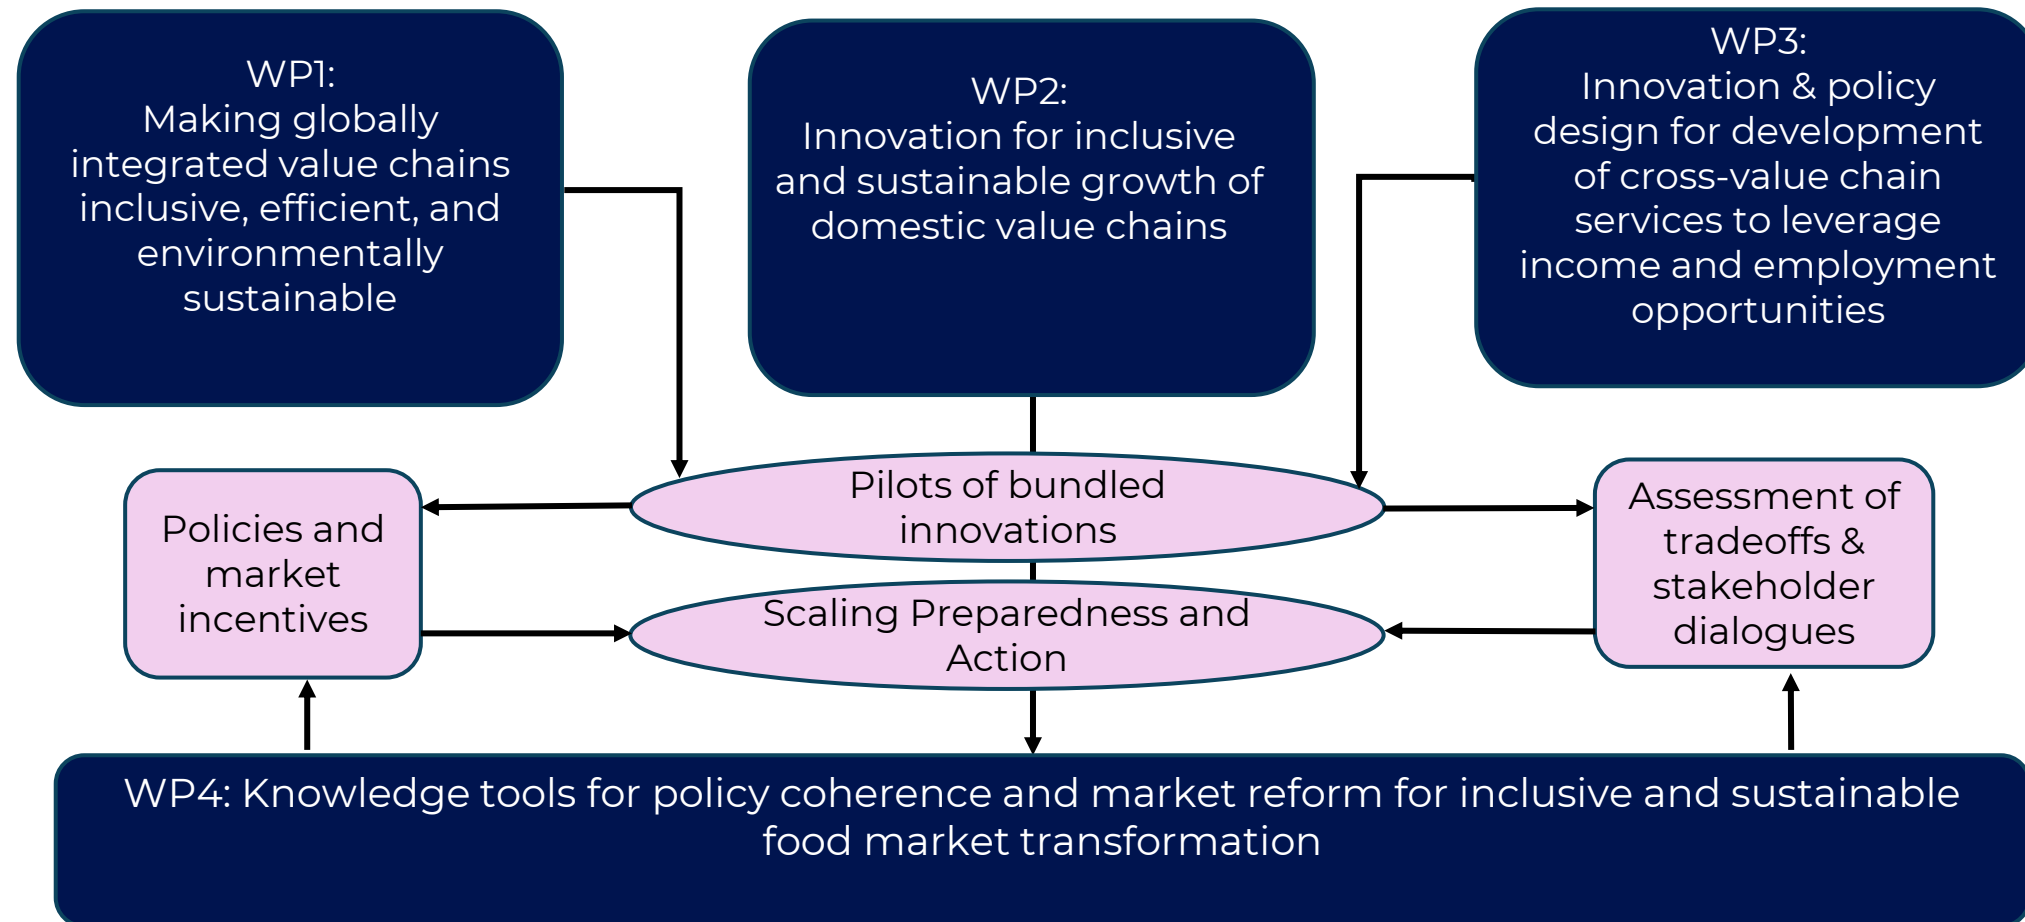 WP1:
Making globally
integrated value chains
inclusive, efficient, and
environmentally
sustainable
WP2:
Innovation for inclusive
and sustainable growth of
domestic value chains
WP3:
Innovation & policy
design for development
of cross-value chain
services to leverage
income and employment
opportunities
Pilots of bundled
innovations
Policies and
market
incentives
Assessment of
tradeoffs &
stakeholder
dialogues
Scaling Preparedness and
Action
WP4: Knowledge tools for policy coherence and market reform for inclusive and sustainable
food market transformation